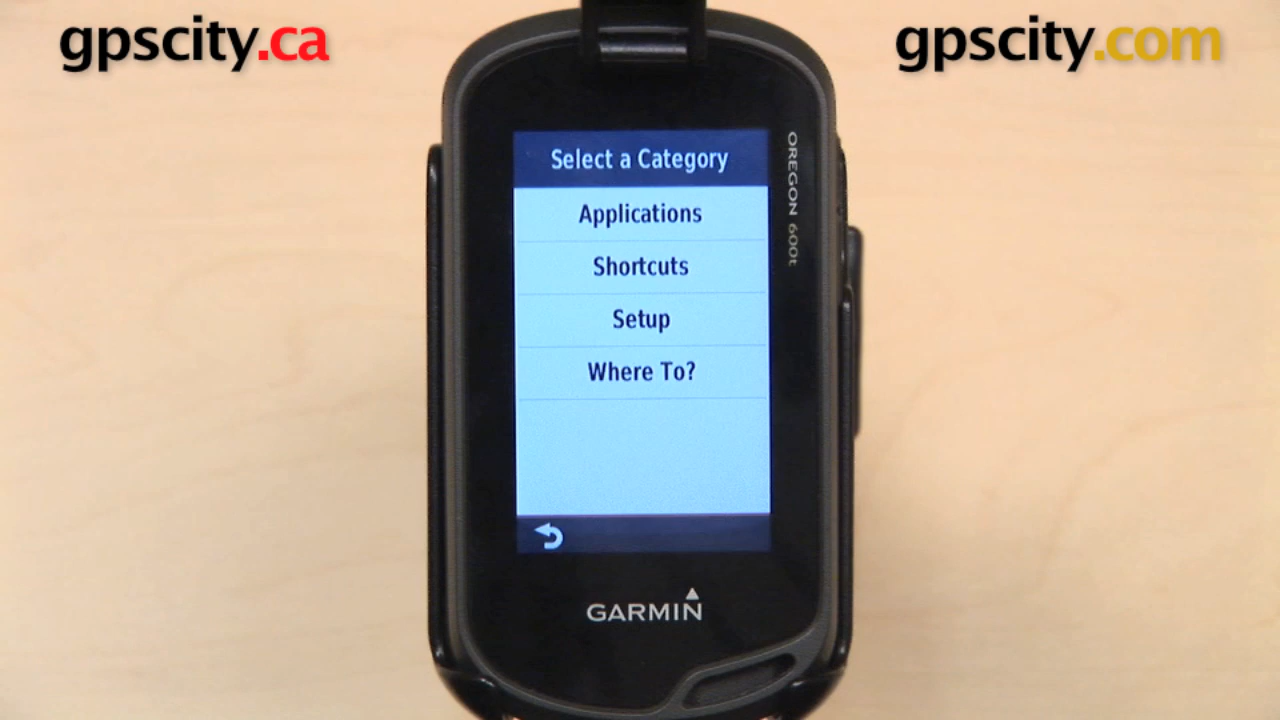 gpscity.ca
gpscity.com
OREGON 600t
Select a Category
Applications
Shortcuts
Setup
Where To?
GARMIN